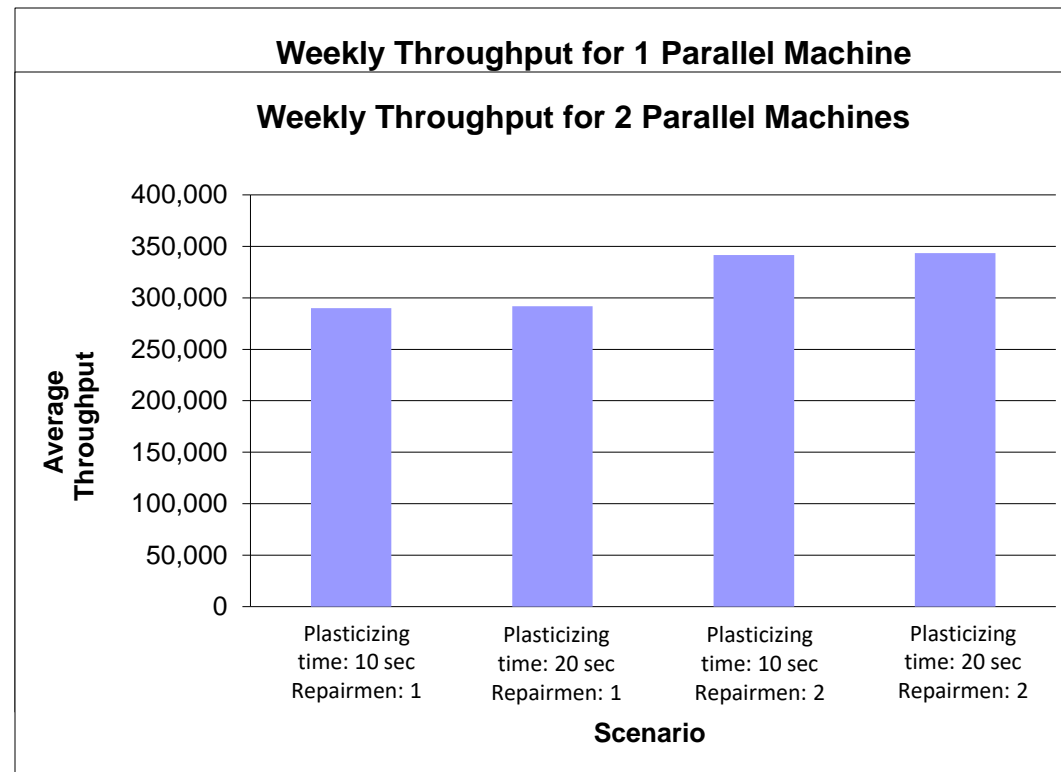 Weekly Throughput for 1 Parallel Machine
Weekly Throughput for 2 Parallel Machines
400,000
350,000
300,000
250,000
200,000
150,000
100,000
50,000
0
Average
Throughput
Plasticizing
time: 10 sec
Repairmen: 1
Plasticizing
time: 20 sec
Repairmen: 1
Plasticizing
time: 10 sec
Repairmen: 2
Plasticizing
time: 20 sec
Repairmen: 2
Scenario